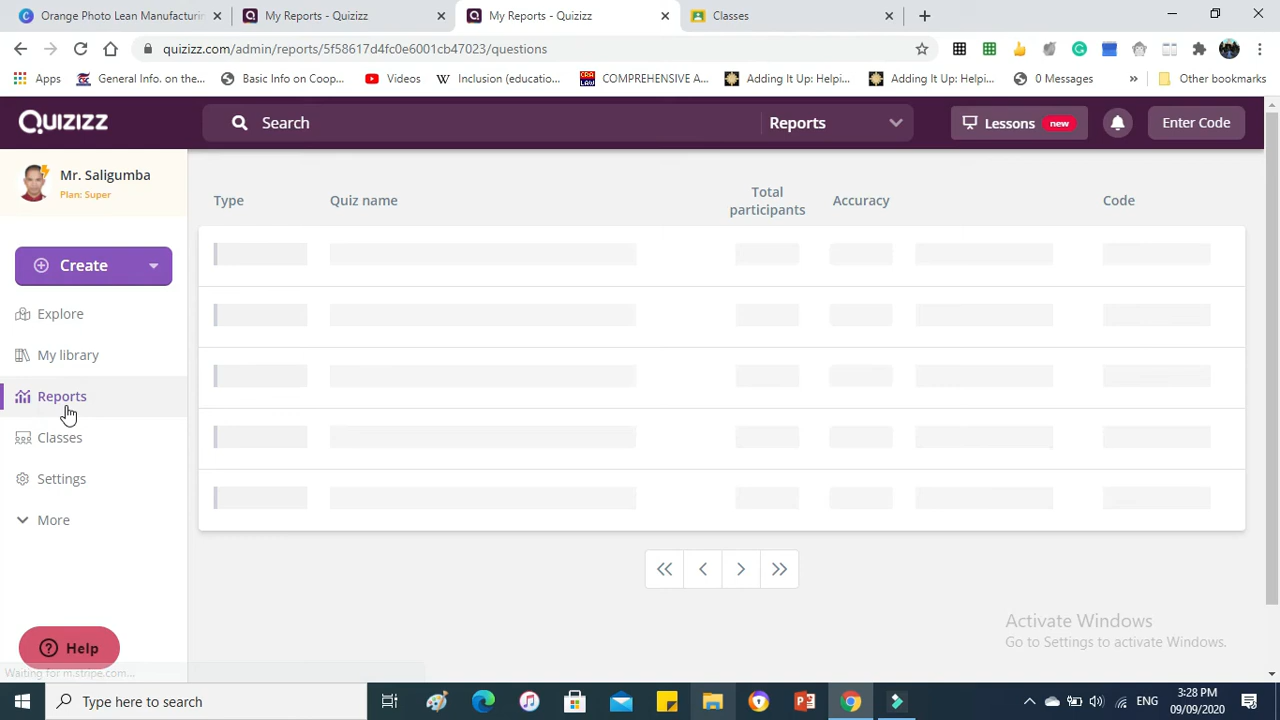 Orange Photo Lean Manufacturin
My Reports - Quizizz
My Reports - Quizizz
Classes
quizizz.com/admin/reports/5f58617d4fc0e6001cb47023/questions
Apps
General Info. on the...
Basic Info on Coop...
Videos
Inclusion (educatio...
COMPREHENSIVE A...
Adding It Up: Helpi...
Adding It Up: Helpi...
0 Messages
»
Other bookmarks
Quizizz
Search
Reports
Lessons new
Enter Code
Mr. Saligumba
Plan: Super
Create
Explore
My library
Reports
Classes
Settings
More
Help
Type
Quiz name
Total
participants
Accuracy
Code
Activate Windows
Go to Settings to activate Windows.
Waiting for m.stripe.com...
Type here to search
ENG
3:28 PM
09/09/2020